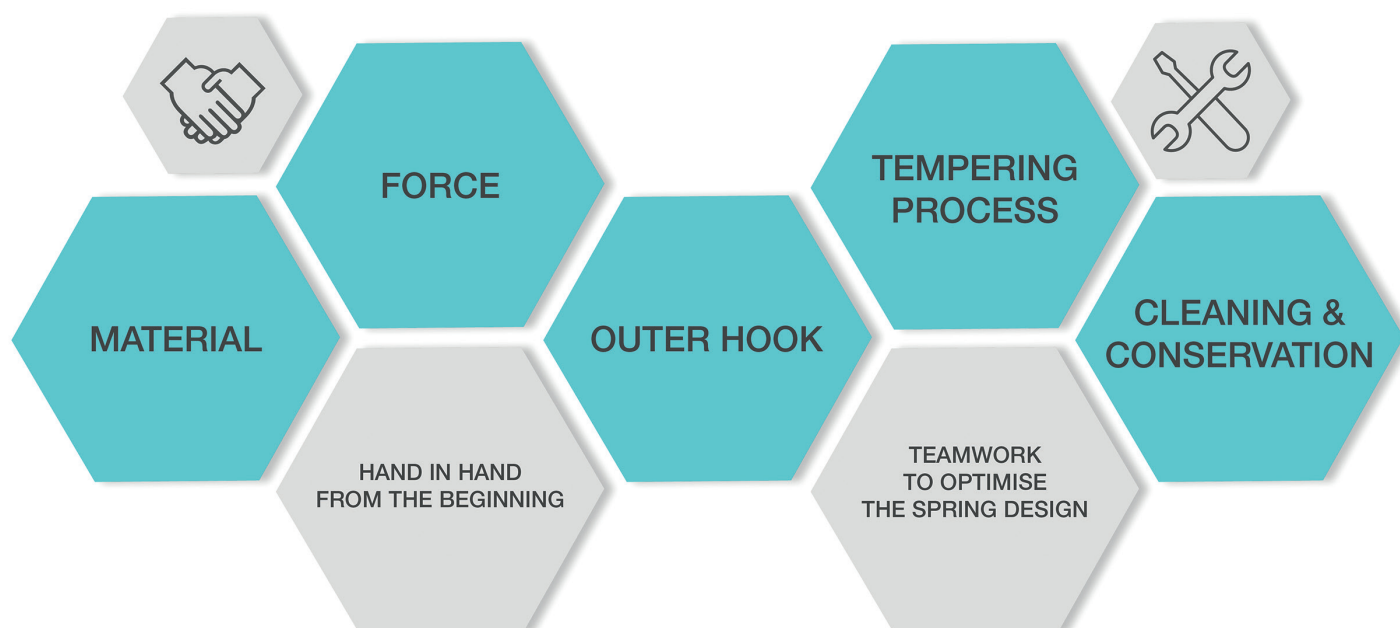 FORCE
TEMPERING
PROCESS
MATERIAL
OUTER HOOK
CLEANING &
CONSERVATION
HAND IN HAND
FROM THE BEGINNING
TEAMWORK
TO OPTIMISE
THE SPRING DESIGN